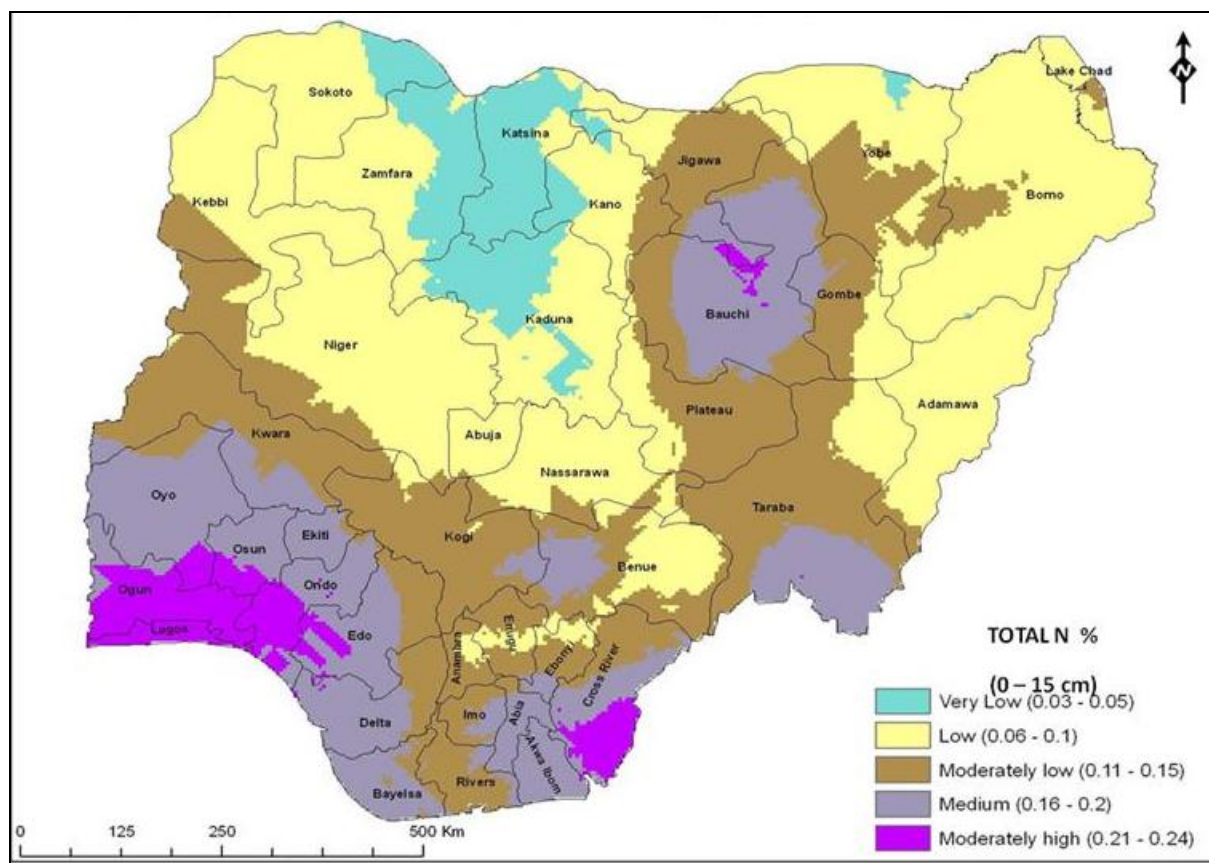 N
Lake Chad
Sokoto
Katsina
Jigawa
Yobe
Zamfara
Borno
Kebbi
Kano
Gombe
Bauchi
Kaduna
Niger
Adamawa
Plateau
Abuja
Kwara
Nassarawa
Oyo
Taraba
Kogi
Ekiti
Osun
Benue
Ondo
Ogun
Lagos
Edo
Enugu
Anambra
Ebony
Cross River
Delta
Imo
Abia
Akwa Ibom
Rivers
Bayelsa
TOTAL N %
(0 – 15 cm)
Very Low (0.03 - 0.05)
Low (0.06 - 0.1)
Moderately low (0.11 - 0.15)
Medium (0.16 - 0.2)
Moderately high (0.21 - 0.24)
0 125 250 500 Km